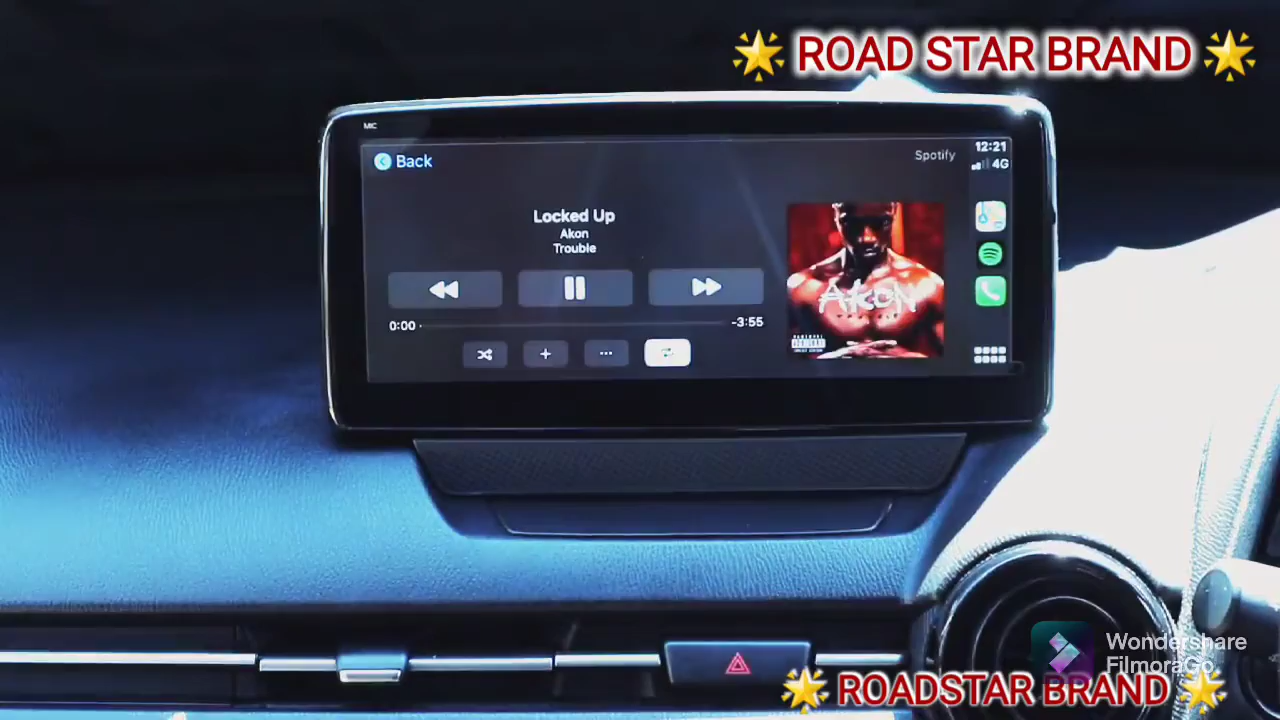 🌟 ROAD STAR BRAND 🌟
MIC
Back
Spotify
12:21
4G
Locked Up
Akon
Trouble
0:00
-3:55
AKON
Wondershare
FilmoraGo
🌟 ROADSTAR BRAND 🌟